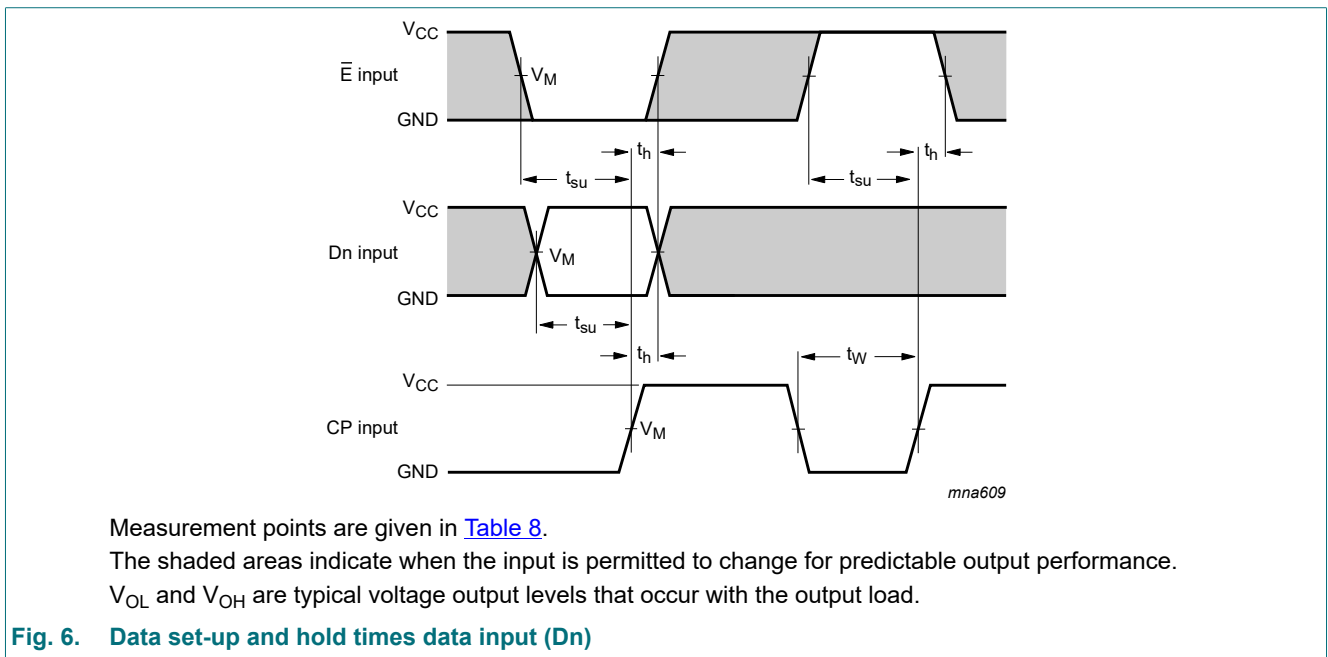 VCC
E̅ input
VM
GND
th
th
tsu
tsu
VCC
Dn input
VM
GND
tsu
th
tW
VCC
CP input
VM
GND
mna609
Measurement points are given in Table 8.
The shaded areas indicate when the input is permitted to change for predictable output performance.
VOL and VOH are typical voltage output levels that occur with the output load.
Fig. 6. Data set-up and hold times data input (Dn)